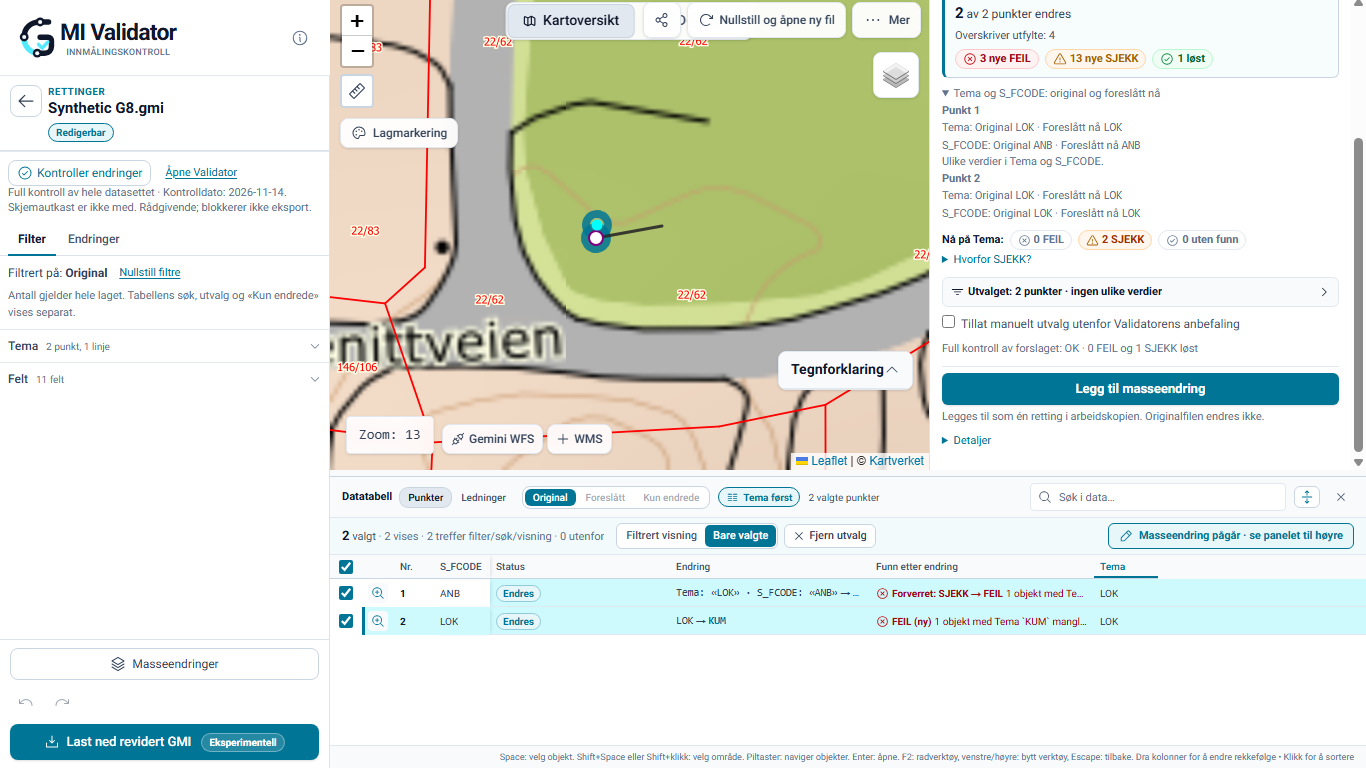 MI Validator
INNMÅLINGSKONTROLL
RETTINGER
Synthetic G8.gmi
Redigerbar
Kontroller endringer
Åpne Validator
Full kontroll av hele datasettet · Kontrolldato: 2026-11-14.
Skjemautkast er ikke med. Rådgivende; blokkerer ikke eksport.
Filter
Endringer
Filtrert på: Original
Nullstill filtre
Antall gjelder hele laget. Tabellens søk, utvalg og «Kun endrede»
vises separat.
Tema 2 punkt, 1 linje
Felt 11 felt
Masseendringer
Last ned revidert GMI
Eksperimentell
+
−
Kartoversikt
Nullstill og åpne ny fil
Mer
Lagmarkering
83
22/62
22/62
22/83
22/62
22/62
22/
146/106
nittveien
Tegnforklaring
Zoom: 13
Gemini WFS
WMS
Leaflet | © Kartverket
2 av 2 punkter endres
Overskriver utfylte: 4
3 nye FEIL
13 nye SJEKK
1 løst
Tema og S_FCODE: original og foreslått nå
Punkt 1
Tema: Original LOK · Foreslått nå LOK
S_FCODE: Original ANB · Foreslått nå ANB
Ulike verdier i Tema og S_FCODE.
Punkt 2
Tema: Original LOK · Foreslått nå LOK
S_FCODE: Original LOK · Foreslått nå LOK
Nå på Tema:
0 FEIL
2 SJEKK
0 uten funn
Hvorfor SJEKK?
Utvalget: 2 punkter · ingen ulike verdier
Tillat manuelt utvalg utenfor Validatorens anbefaling
Full kontroll av forslaget: OK · 0 FEIL og 1 SJEKK løst
Legg til masseendring
Legges til som én retting i arbeidskopien. Originalfilen endres ikke.
Detaljer
Datatabell
Punkter
Ledninger
Original
Foreslått
Kun endrede
Tema først
2 valgte punkter
Søk i data…
2 valgt · 2 vises · 2 treffer filter/søk/visning · 0 utenfor
Filtrert visning
Bare valgte
Fjern utvalg
Masseendring pågår · se panelet til høyre
Nr. S_FCODE Status Endring Funn etter endring Tema
1 ANB Endres Tema: «LOK» · S_FCODE: «ANB» →… Forverret: SJEKK → FEIL 1 objekt med Te… LOK
2 LOK Endres LOK → KUM FEIL (ny) 1 objekt med Tema `KUM` mangl… LOK
Space: velg objekt. Shift+Space eller Shift+klikk: velg område. Piltaster: naviger objekter. Enter: åpne. F2: radverktøy, venstre/høyre: bytt verktøy, Escape: tilbake. Dra kolonner for å endre rekkefølge • Klikk for å sortere